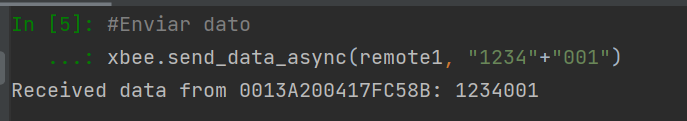 In [5]: #Enviar dato
...: xbee.send_data_async(remote1, "1234"+"001")
Received data from 0013A200417FC58B: 1234001